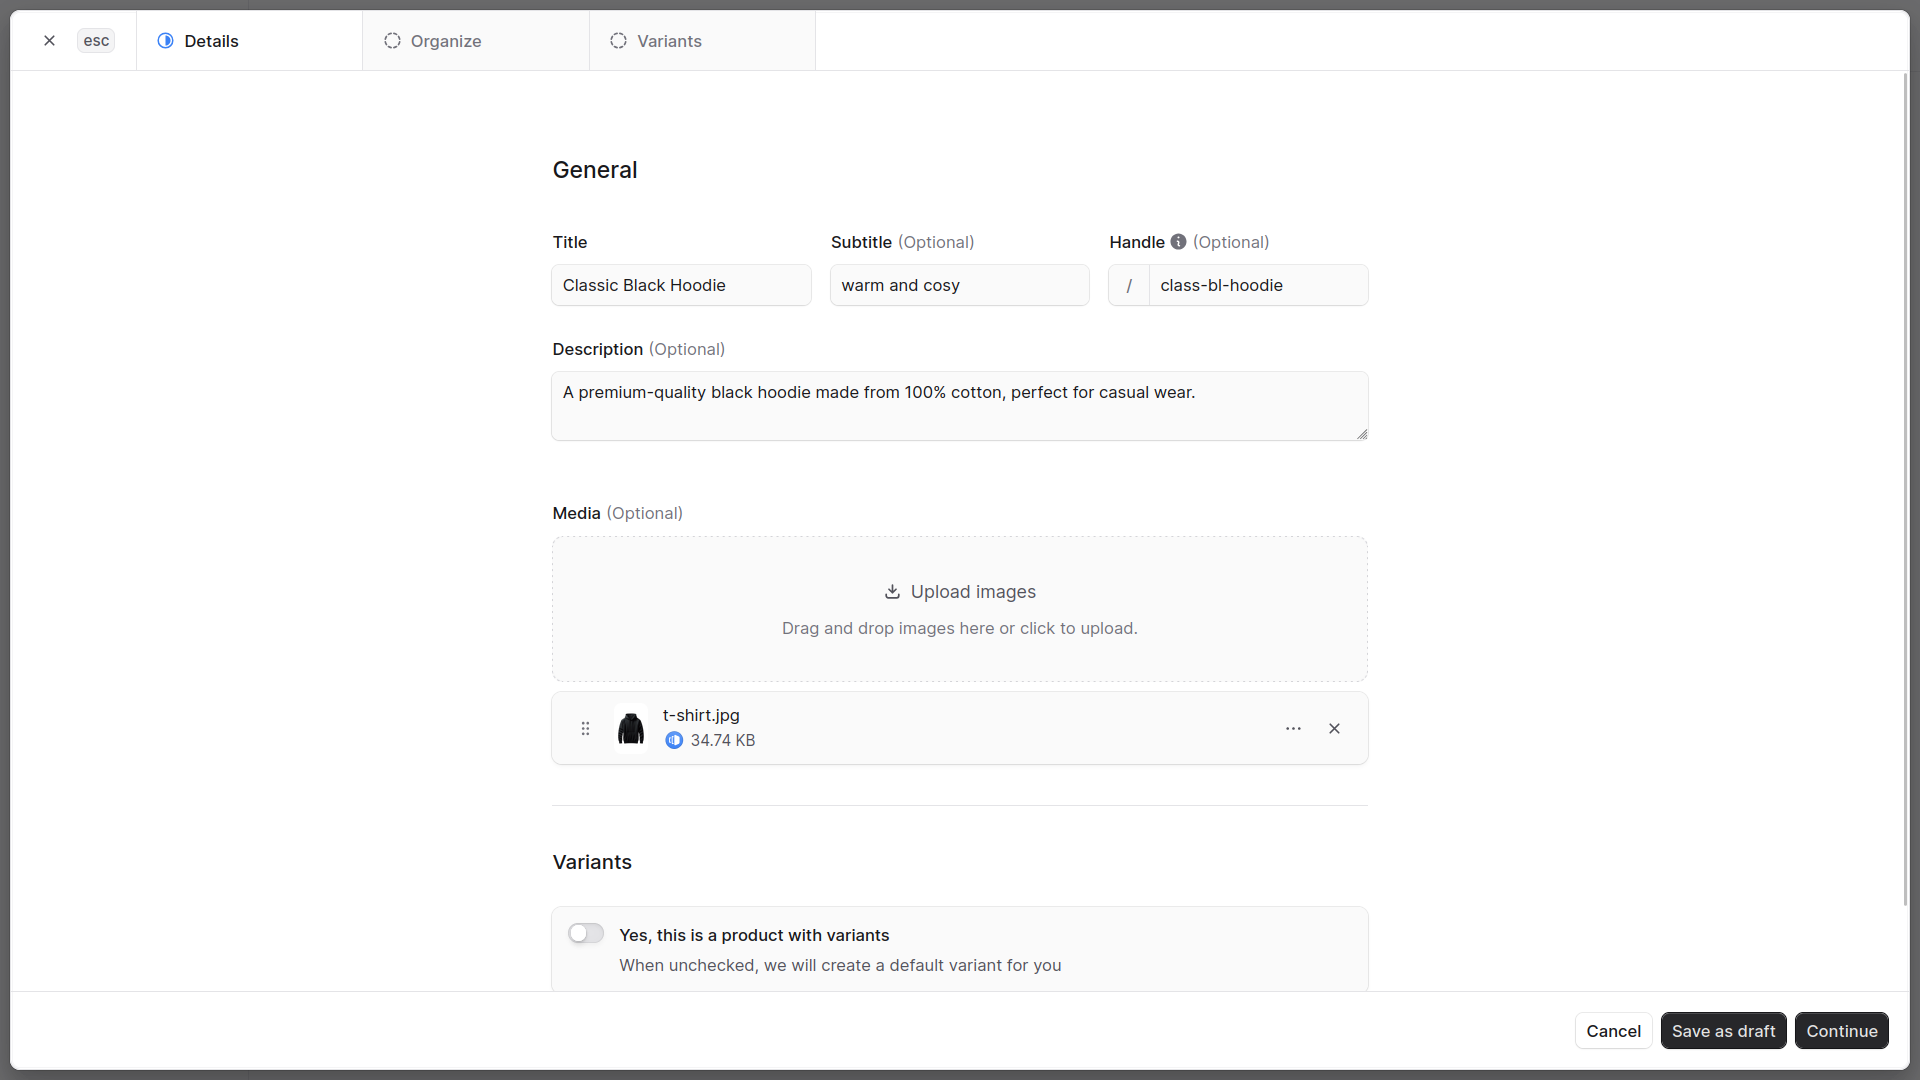 esc
Details
Organize
Variants
General
Title
Subtitle (Optional)
Handle (Optional)
Classic Black Hoodie
warm and cosy
/ class-bl-hoodie
Description (Optional)
A premium-quality black hoodie made from 100% cotton, perfect for casual wear.
Media (Optional)
Upload images
Drag and drop images here or click to upload.
t-shirt.jpg
34.74 KB
Variants
Yes, this is a product with variants
When unchecked, we will create a default variant for you
Cancel
Save as draft
Continue